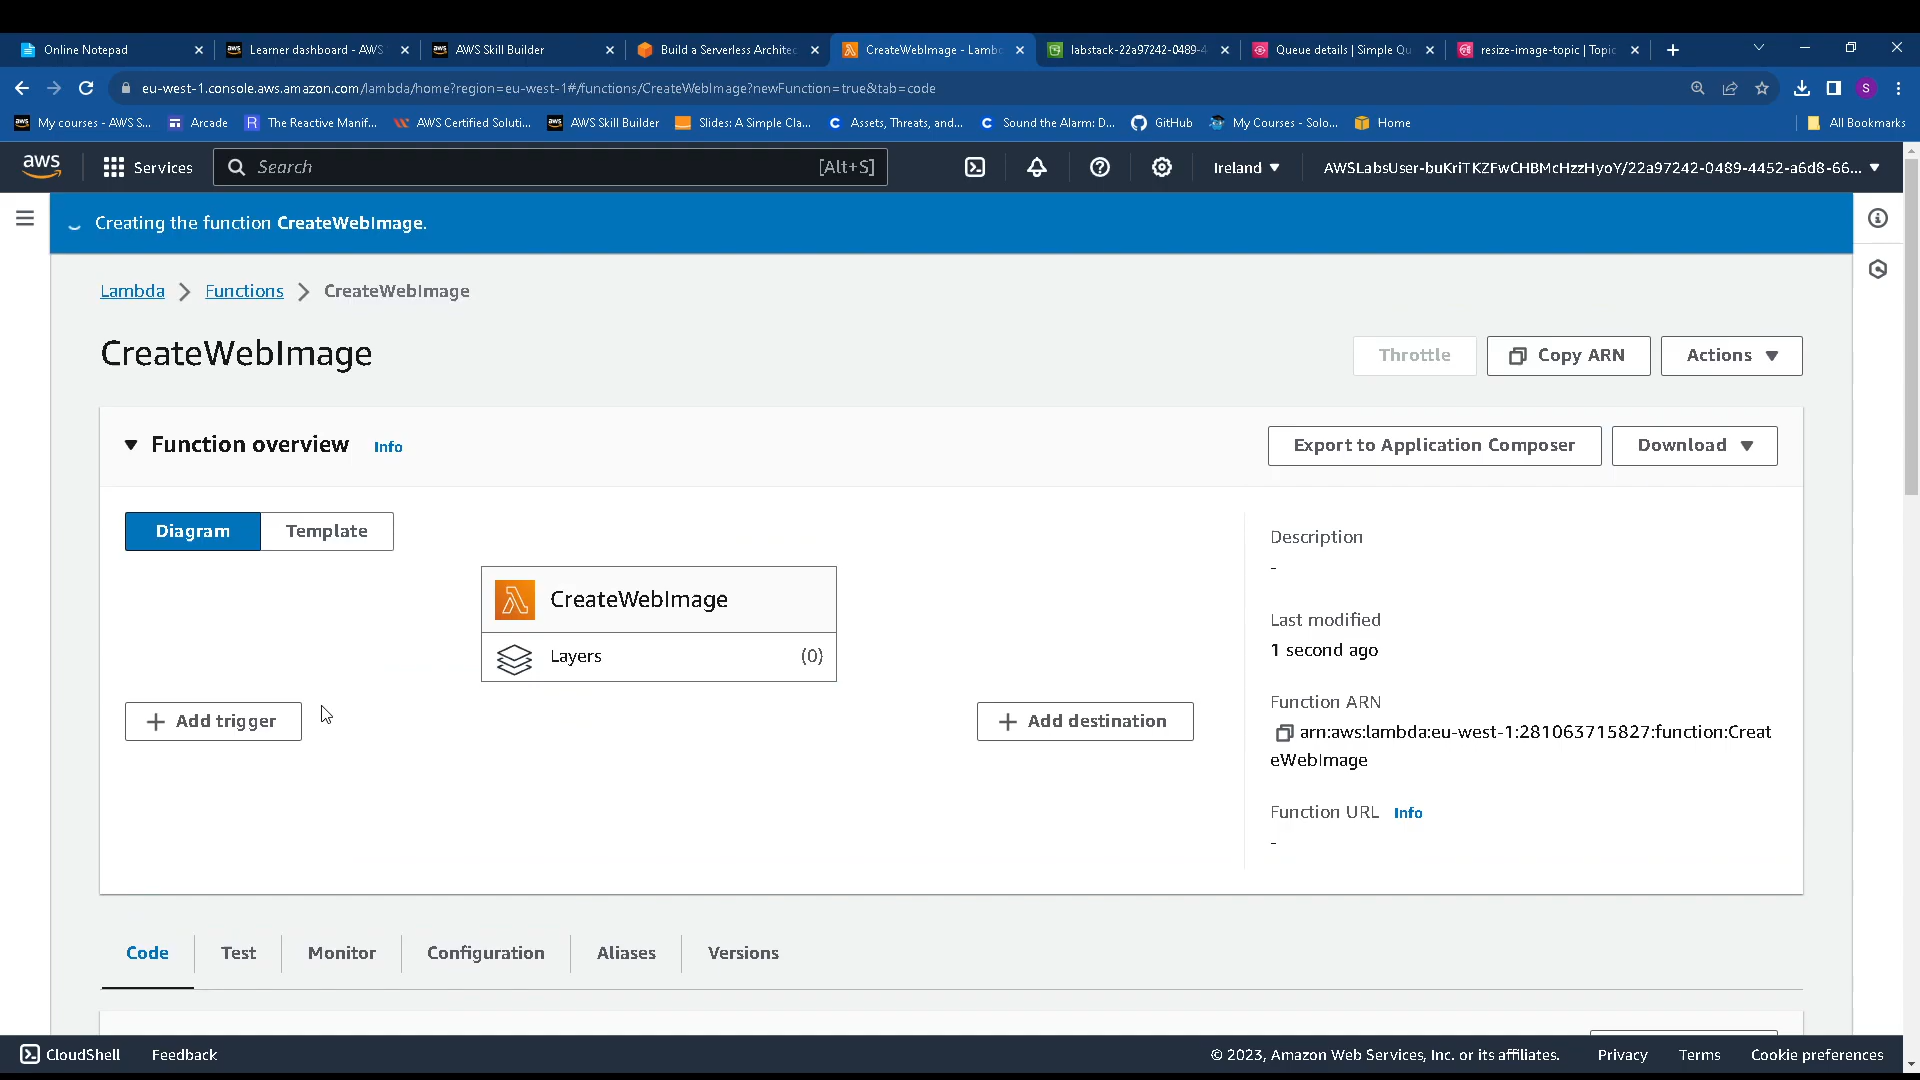 Online Notepad
Learner dashboard - AWS
AWS Skill Builder
Build a Serverless Architec
CreateWebImage - Lamb
labstack-22a97242-0489-4
Queue details | Simple Qu
resize-image-topic | Topic
eu-west-1.console.aws.amazon.com/lambda/home?region=eu-west-1#/functions/CreateWebImage?newFunction=true&tab=code
S
My courses - AWS S...
Arcade
The Reactive Manif...
AWS Certified Soluti...
AWS Skill Builder
Slides: A Simple Cla...
Assets, Threats, and...
Sound the Alarm: D...
GitHub
My Courses - Solo...
Home
All Bookmarks
aws
Services
Search
[Alt+S]
Ireland
AWSLabsUser-buKriTKZFwCHBMcHzzHyoY/22a97242-0489-4452-a6d8-66...
Creating the function CreateWebImage.
Lambda
Functions
CreateWebImage
CreateWebImage
Throttle
Copy ARN
Actions
Function overview
Info
Export to Application Composer
Download
Diagram
Template
CreateWebImage
Layers
(0)
Add trigger
Add destination
Description
-
Last modified
1 second ago
Function ARN
arn:aws:lambda:eu-west-1:281063715827:function:Creat
eWebImage
Function URL
Info
-
Code
Test
Monitor
Configuration
Aliases
Versions
CloudShell
Feedback
© 2023, Amazon Web Services, Inc. or its affiliates.
Privacy
Terms
Cookie preferences